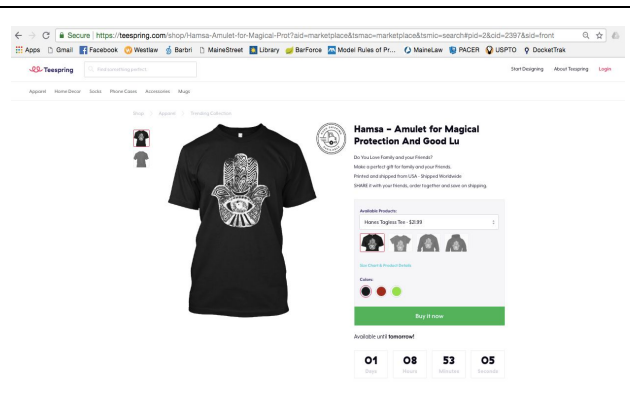 Secure | https://teespring.com/shop/Hamsa-Amulet-for-Magical-Prot?aid=marketplace&tsmao=marketplace&tsmic=search#pid=2&cid=2397&sid=front
Apps Gmail Facebook Westlaw Barbri MaineStreet Library BarForce Model Rules of Pr... MaineLaw PACER USPTO DocketTrak
Teespring Find something perfect Start Designing About Teespring Login
Apparel Home Decor Socks Phone Cases Accessories Mugs
Shop / Apparel / Trending Collection
Hamsa - Amulet for Magical
Protection And Good Lu
Do You Love Family and your Friends?
Make a perfect gift for family and your Friends.
Printed and shipped from USA - Shipped Worldwide
SHARE it with your friends, order together and save on shipping.
Available Products:
Hanes Tagless Tee - $21.99
Size Chart & Product Details
Colors:
Buy it now
Available until tomorrow!
01 08 53 05
Days Hours Minutes Seconds